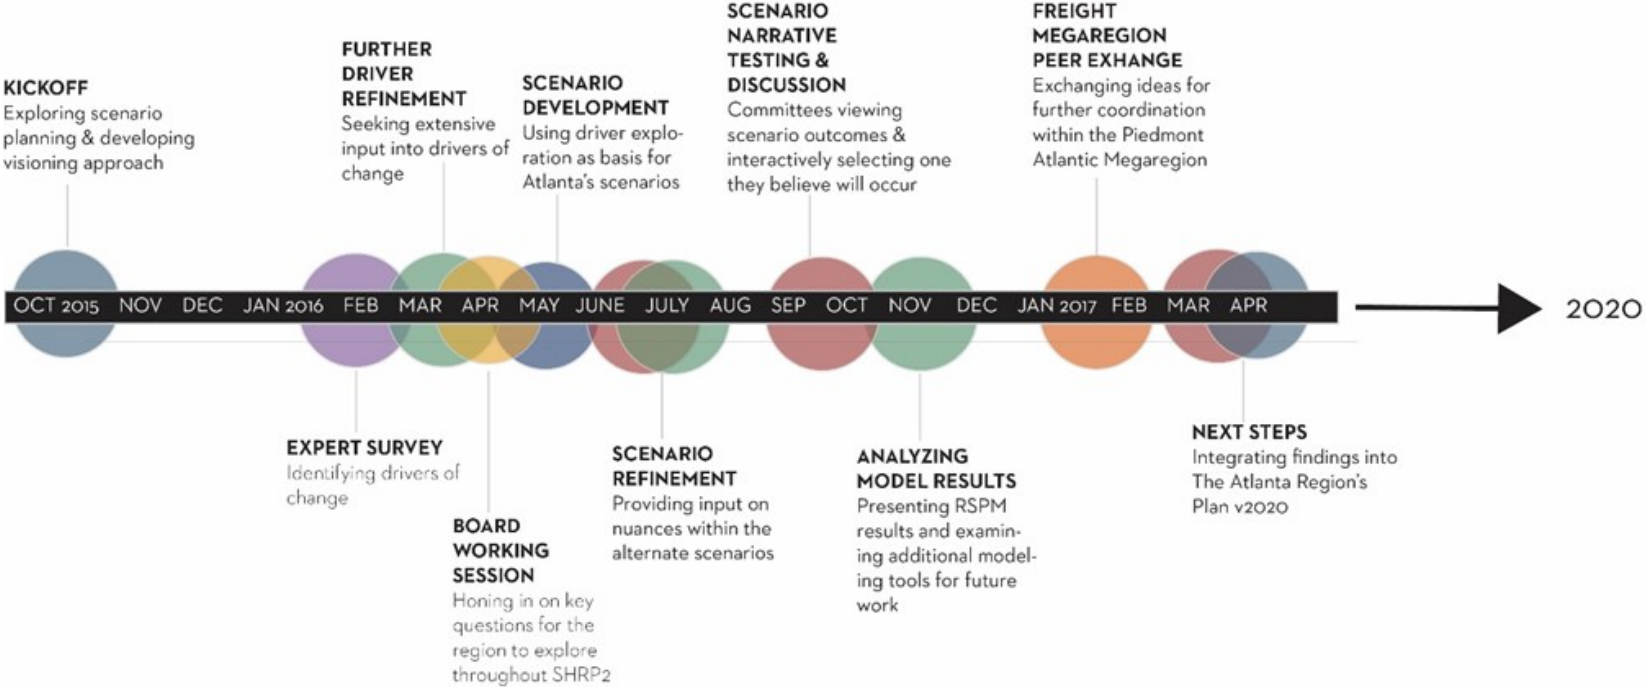 KICKOFF
Exploring scenario
planning & developing
visioning approach
FURTHER
DRIVER
REFINEMENT
Seeking extensive
input into drivers of
change
SCENARIO
DEVELOPMENT
Using driver explo-
ration as basis for
Atlanta's scenarios
SCENARIO
NARRATIVE
TESTING &
DISCUSSION
Committees viewing
scenario outcomes &
interactively selecting one
they believe will occur
FREIGHT
MEGAREGION
PEER EXHANGE
Exchanging ideas for
further coordination
within the Piedmont
Atlantic Megaregion
OCT 2015 NOV DEC JAN 2016 FEB MAR APR MAY JUNE JULY AUG SEP OCT NOV DEC JAN 2017 FEB MAR APR
2020
EXPERT SURVEY
Identifying drivers of
change
BOARD
WORKING
SESSION
Honing in on key
questions for the
region to explore
throughout SHRP2
SCENARIO
REFINEMENT
Providing input on
nuances within the
alternate scenarios
ANALYZING
MODEL RESULTS
Presenting RSPM
results and examin-
ing additional model-
ing tools for future
work
NEXT STEPS
Integrating findings into
The Atlanta Region's
Plan v2020